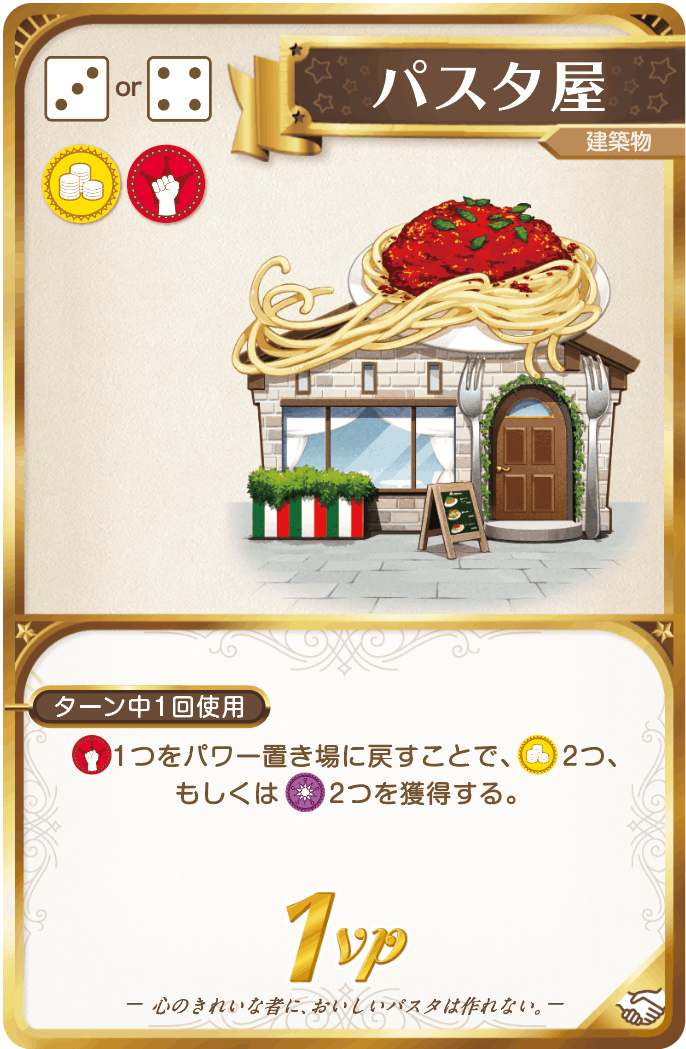 or
パスタ屋
建築物
ターン中1回使用
1つをパワー置き場に戻すことで、2つ、
もしくは2つを獲得する。
1vp
ー 心のきれいな者に、おいしいパスタは作れない。ー